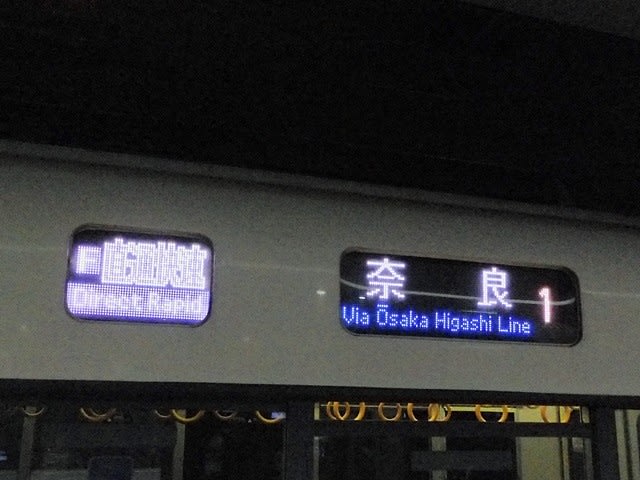 F 直通快速
Direct Rapid
奈良 1
Via Ōsaka Higashi Line